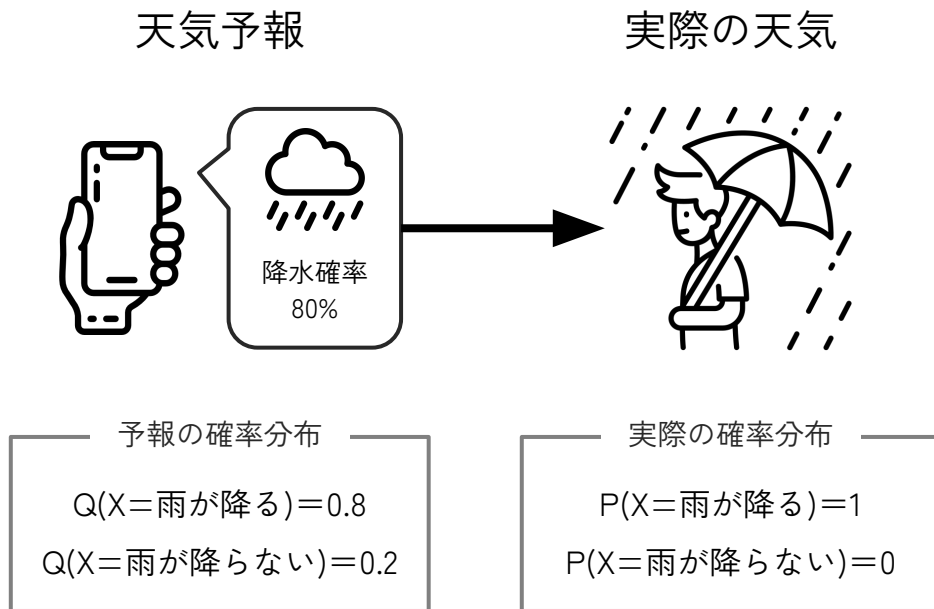 天気予報
実際の天気
降水確率
80%
予報の確率分布
Q(X＝雨が降る)＝0.8
Q(X＝雨が降らない)＝0.2
実際の確率分布
P(X＝雨が降る)＝1
P(X＝雨が降らない)＝0